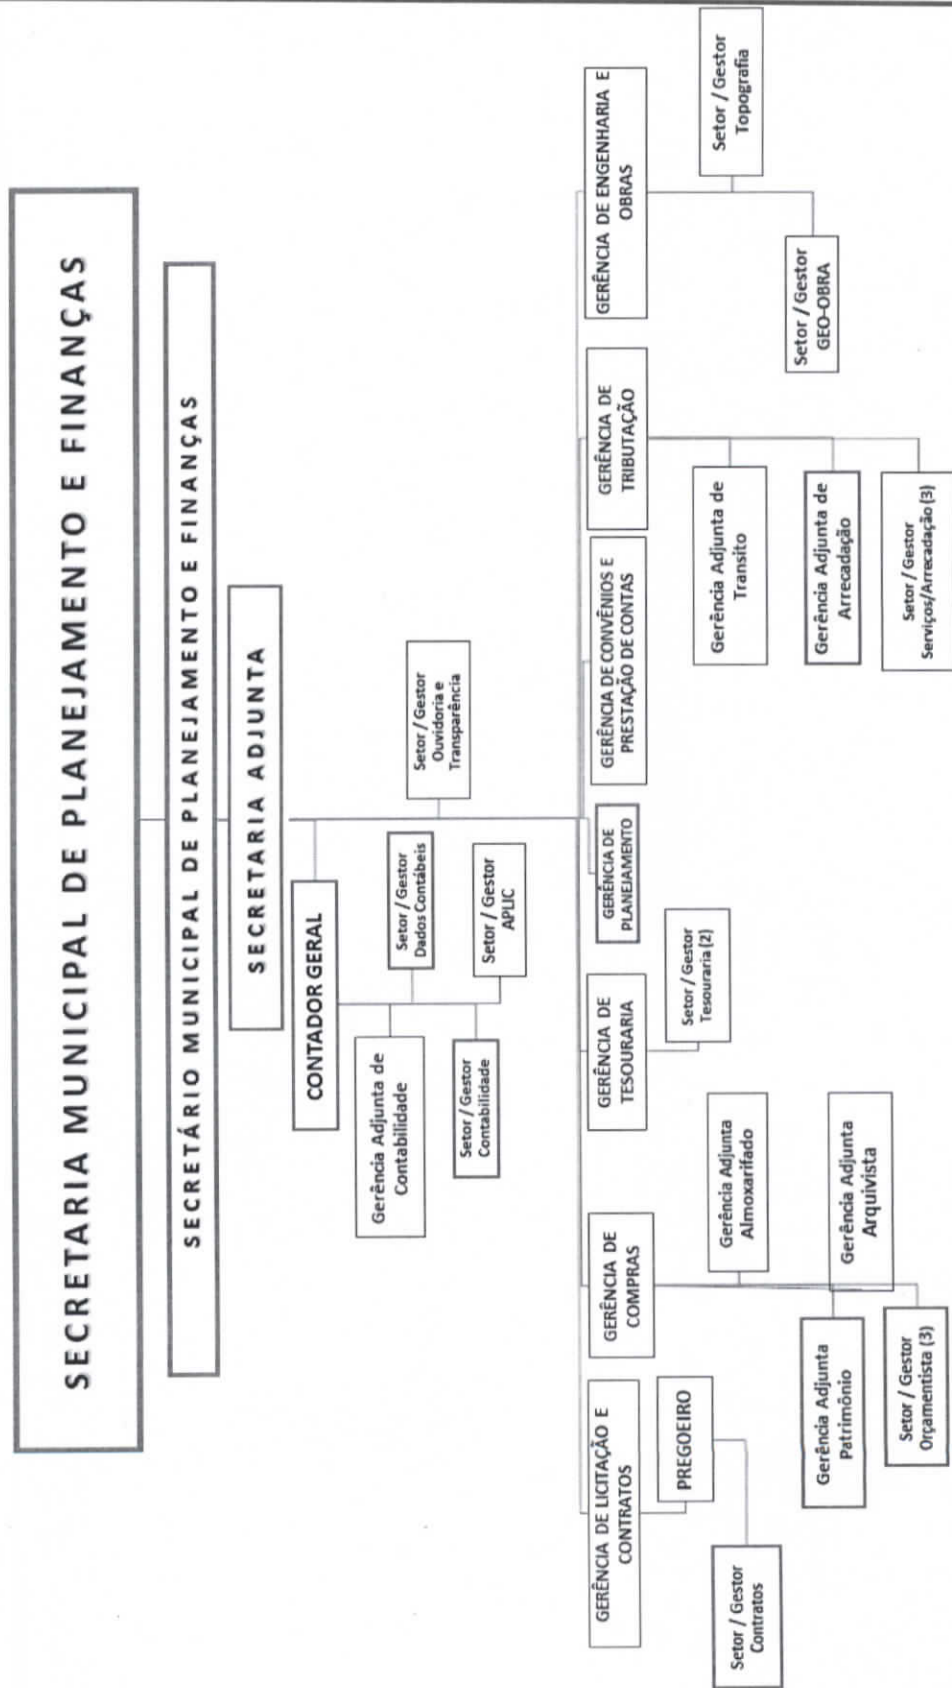 SECRETARIA MUNICIPAL DE PLANEJAMENTO E FINANÇAS
SECRETÁRIO MUNICIPAL DE PLANEJAMENTO E FINANÇAS
SECRETARIA ADJUNTA
CONTADOR GERAL
Gerência Adjunta de
Contabilidade
Setor / Gestor
Dados Contábeis
Setor / Gestor
Contabilidade
Setor / Gestor
APLIC
Setor / Gestor
Ouvidoria e
Transparência
GERÊNCIA DE LICITAÇÃO E
CONTRATOS
PREGOEIRO
Setor / Gestor
Contratos
GERÊNCIA DE
COMPRAS
Gerência Adjunta
Almoxarifado
Gerência Adjunta
Patrimônio
Gerência Adjunta
Arquivista
Setor / Gestor
Orçamentista (3)
GERÊNCIA DE
TESOURARIA
Setor / Gestor
Tesouraria (2)
GERÊNCIA DE
PLANEJAMENTO
GERÊNCIA DE CONVÊNIOS E
PRESTAÇÃO DE CONTAS
GERÊNCIA DE
TRIBUTAÇÃO
Gerência Adjunta de
Transito
Gerência Adjunta de
Arrecadação
Setor / Gestor
Serviços/Arrecadação (3)
GERÊNCIA DE ENGENHARIA E
OBRAS
Setor / Gestor
Topografia
Setor / Gestor
GEO-OBRA